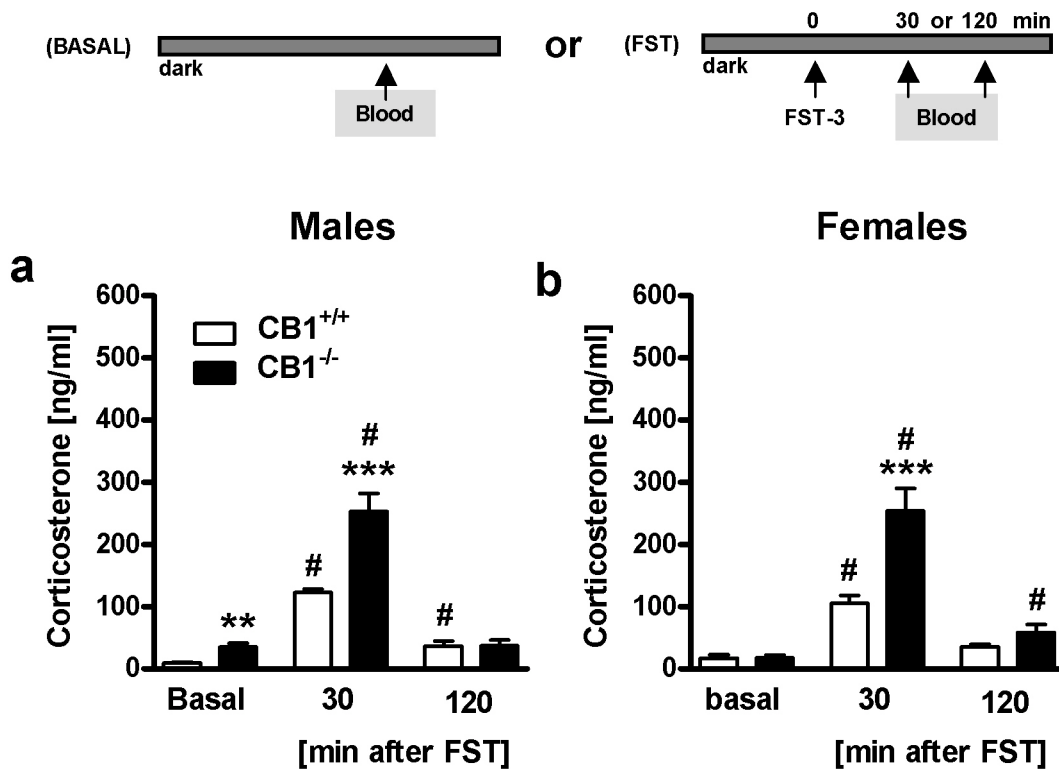 0 30 or 120 min
(BASAL) or (FST)
dark dark
Blood FST-3 Blood
Males Females
a b
600 600
CB1+/+
500 500
CB1-/-
400 400
# #
300 *** 300 ***
200 200
# #
100 # 100 #
**
0 0
Corticosterone [ng/ml] Corticosterone [ng/ml]
Basal 30 120 basal 30 120
[min after FST] [min after FST]